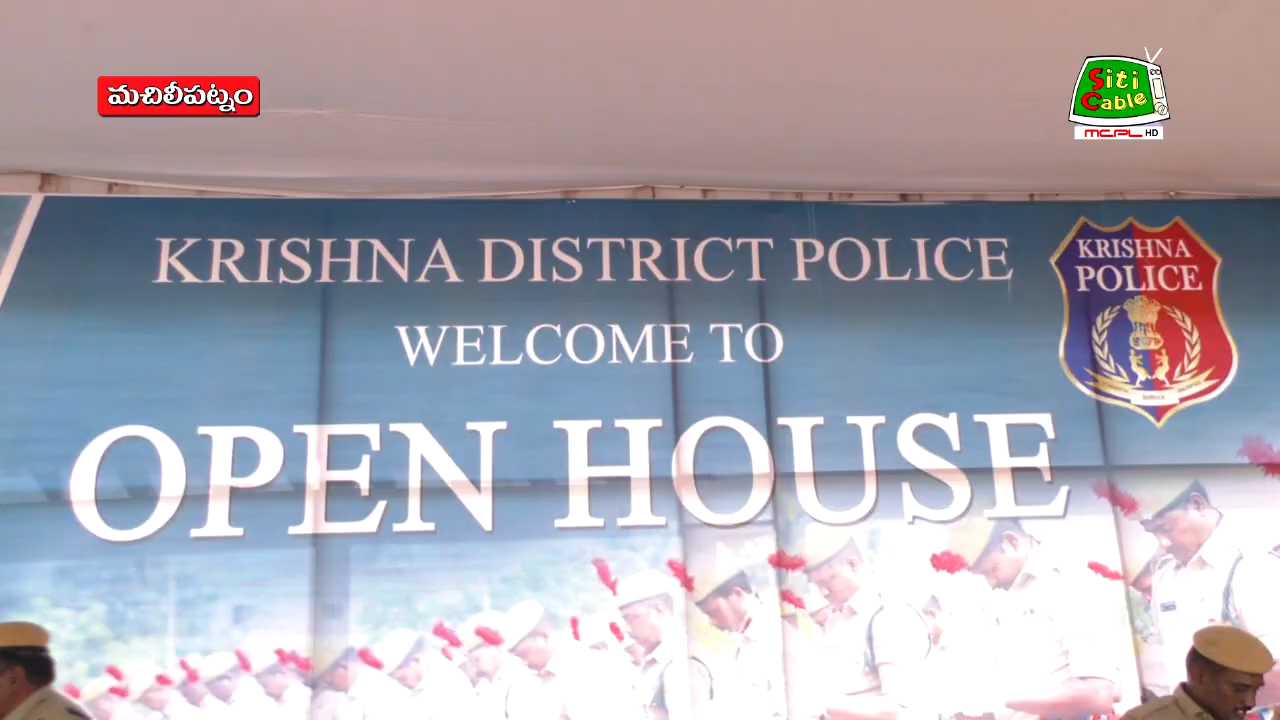 మచిలీపట్నం
Siti
Cable
MCPL HD
KRISHNA DISTRICT POLICE
WELCOME TO
OPEN HOUSE
KRISHNA
POLICE